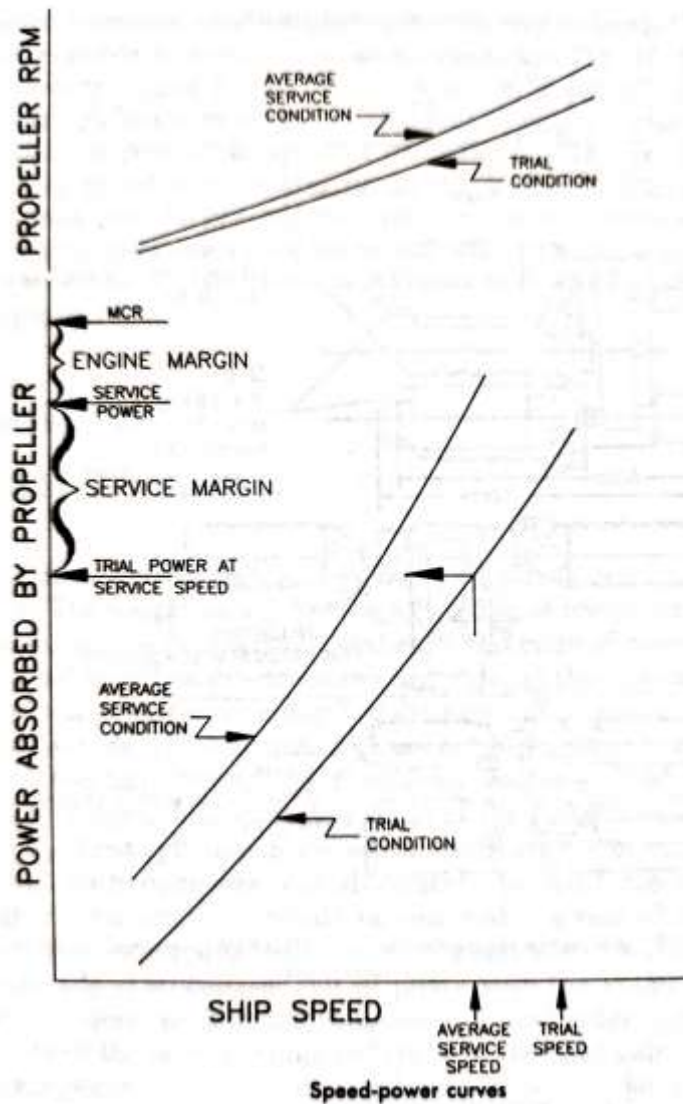 PROPELLER RPM
AVERAGE
SERVICE
CONDITION
TRIAL
CONDITION
POWER ABSORBED BY PROPELLER
MCR
ENGINE MARGIN
SERVICE
POWER
SERVICE MARGIN
TRIAL POWER AT
SERVICE SPEED
AVERAGE
SERVICE
CONDITION
TRIAL
CONDITION
SHIP SPEED
AVERAGE
SERVICE
SPEED
TRIAL
SPEED
Speed-power curves